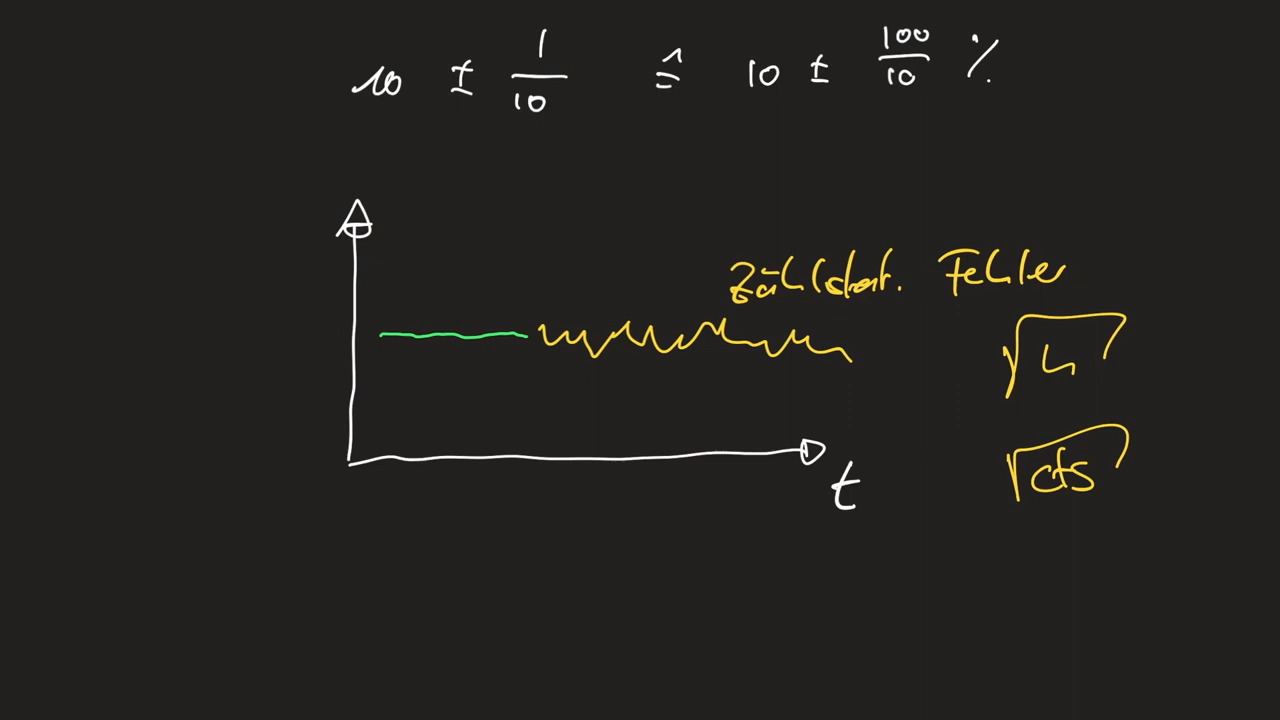 10 ± 1/10 ≙ 10 ± 100/10 %
Zählstat. Fehler
√n
√cts
t